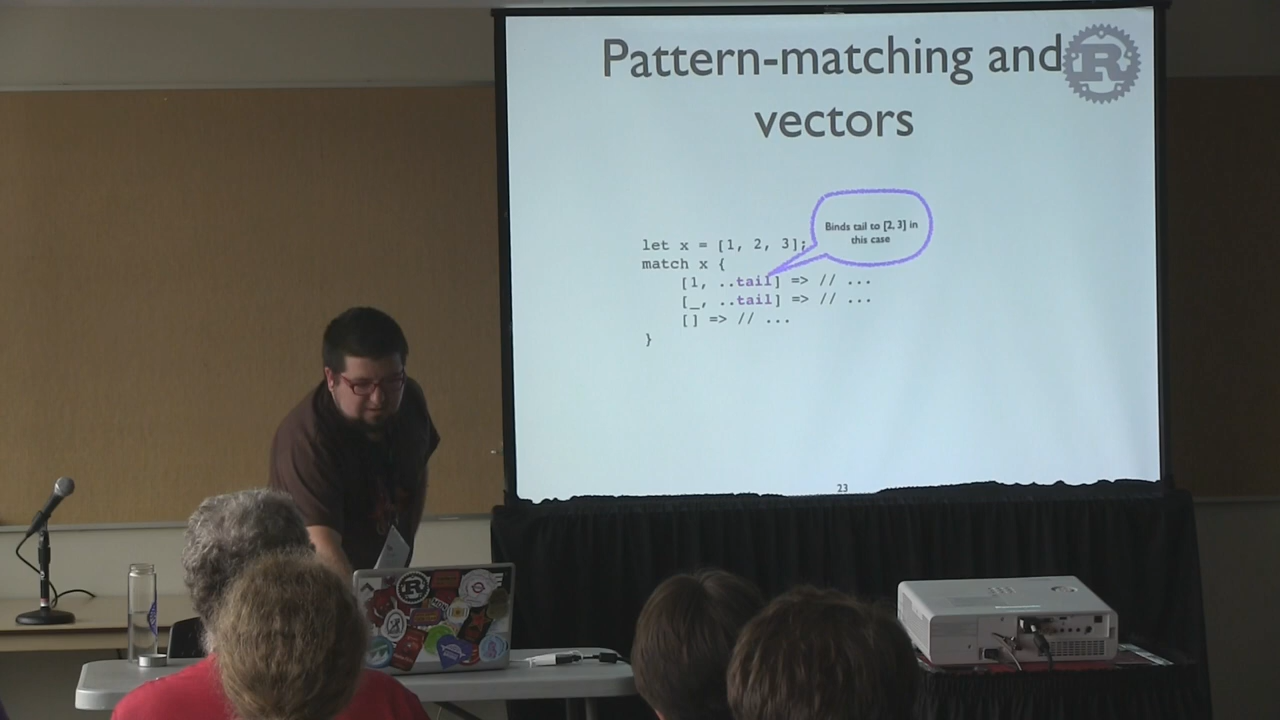 Pattern-matching and
vectors
R
Binds tail to [2, 3] in
this case
let x = [1, 2, 3];
match x {
[1, ..tail] => // ...
[_, ..tail] => // ...
[] => // ...
}
23
R